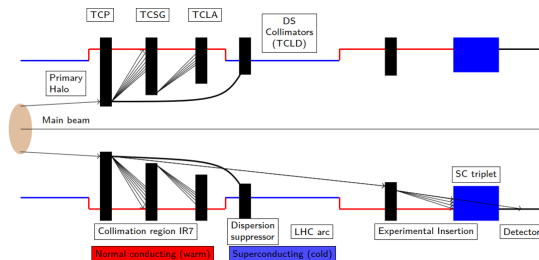 TCP
TCSG
TCLA
DS
Collimators
(TCLD)
Primary
Halo
Main beam
SC triplet
Collimation region IR7
Dispersion
suppressor
LHC arc
Experimental Insertion
Detector
Normal conducting (warm)
Superconducting (cold)